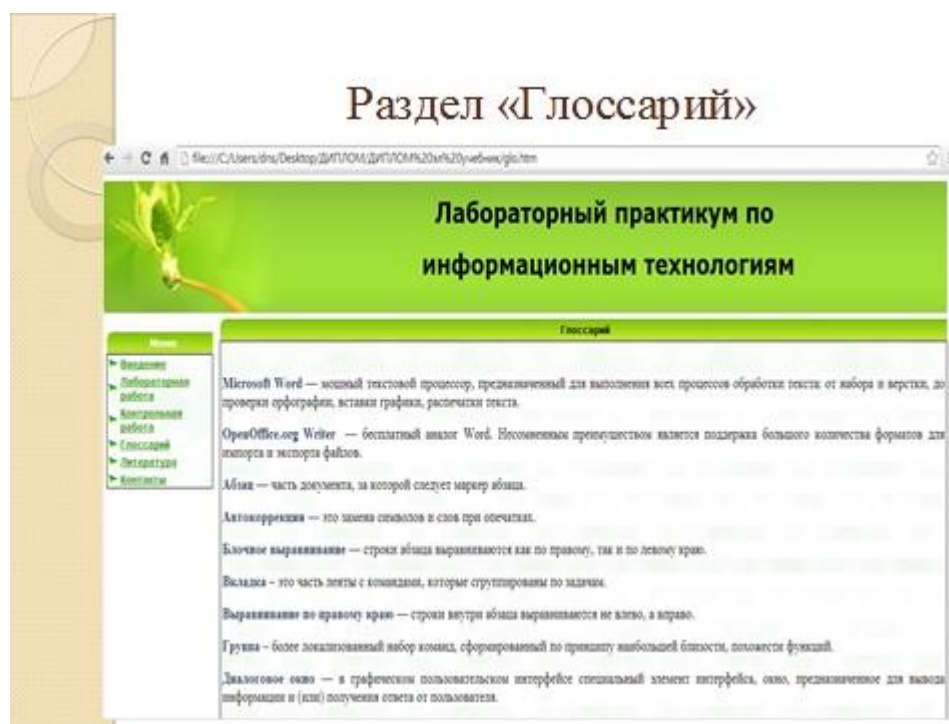 Раздел «Глоссарий»
file:///C:/Users/dns/Desktop/ДИПЛОМ/ДИПЛОМ%20эл%20учебник/glo.htm
Лабораторный практикум по
информационным технологиям
Меню
Введение
Лабораторная
работа
Контрольная
работа
Глоссарий
Литература
Контакты
Глоссарий
Microsoft Word — мощный текстовой процессор, предназначенный для выполнения всех процессов обработки текста: от набора и верстки, до
проверки орфографии, вставки графики, распечатки текста.
OpenOffice.org Writer — бесплатный аналог Word. Несомненным преимуществом является поддержка большого количества форматов для
импорта и экспорта файлов.
Абзац — часть документа, за которой следует маркер абзаца.
Автокоррекция — это замена символов и слов при опечатках.
Блочное выравнивание — строки абзаца выравниваются как по правому, так и по левому краю.
Вкладка – это часть ленты с командами, которые сгруппированы по задачам.
Выравнивание по правому краю — строки внутри абзаца выравниваются не влево, а вправо.
Группа – более локализованный набор команд, сформированный по принципу наибольшей близости, похожести функций.
Диалоговое окно — в графическом пользовательском интерфейсе специальный элемент интерфейса, окно, предназначенное для вывода
информации и (или) получения ответа от пользователя.